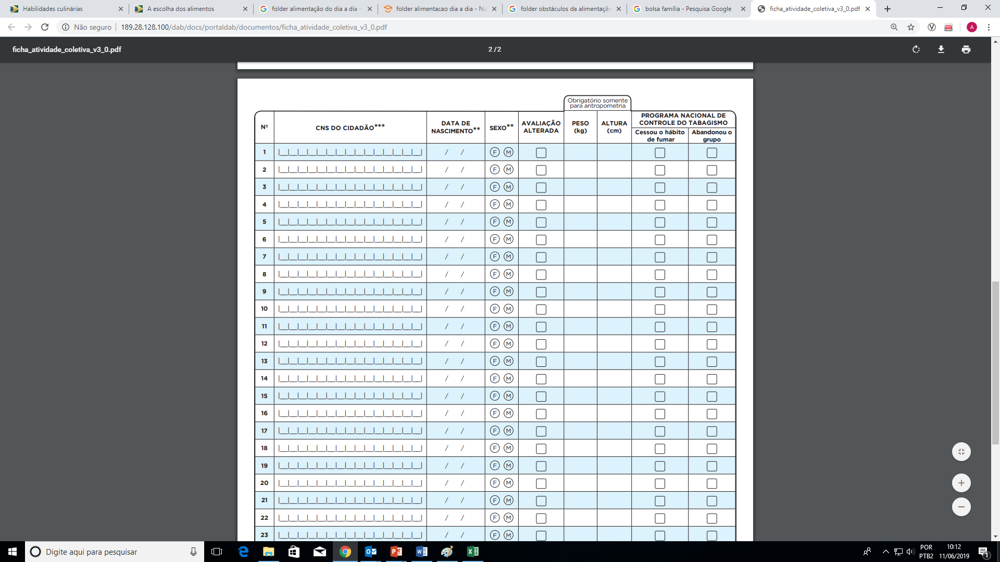 Habilidades culinárias
A escolha dos alimentos
folder alimentação do dia a dia -
folder alimentacao dia a dia - Nu
folder obstáculos da alimentação
bolsa família - Pesquisa Google
ficha_atividade_coletiva_v3_0.pdf
Não seguro
189.28.128.100/dab/docs/portaldab/documentos/ficha_atividade_coletiva_v3_0.pdf
PDF
A
ficha_atividade_coletiva_v3_0.pdf
2 / 2
Obrigatório somente
para antropometria
Nº
CNS DO CIDADÃO***
DATA DE
NASCIMENTO**
SEXO**
AVALIAÇÃO
ALTERADA
PESO
(kg)
ALTURA
(cm)
PROGRAMA NACIONAL DE
CONTROLE DO TABAGISMO
Cessou o hábito
de fumar
Abandonou o
grupo
1 / / F M
2 / / F M
3 / / F M
4 / / F M
5 / / F M
6 / / F M
7 / / F M
8 / / F M
9 / / F M
10 / / F M
11 / / F M
12 / / F M
13 / / F M
14 / / F M
15 / / F M
16 / / F M
17 / / F M
18 / / F M
19 / / F M
20 / / F M
21 / / F M
22 / / F M
23 / / F M
Digite aqui para pesquisar
POR
PTB2
10:12
11/06/2019
1